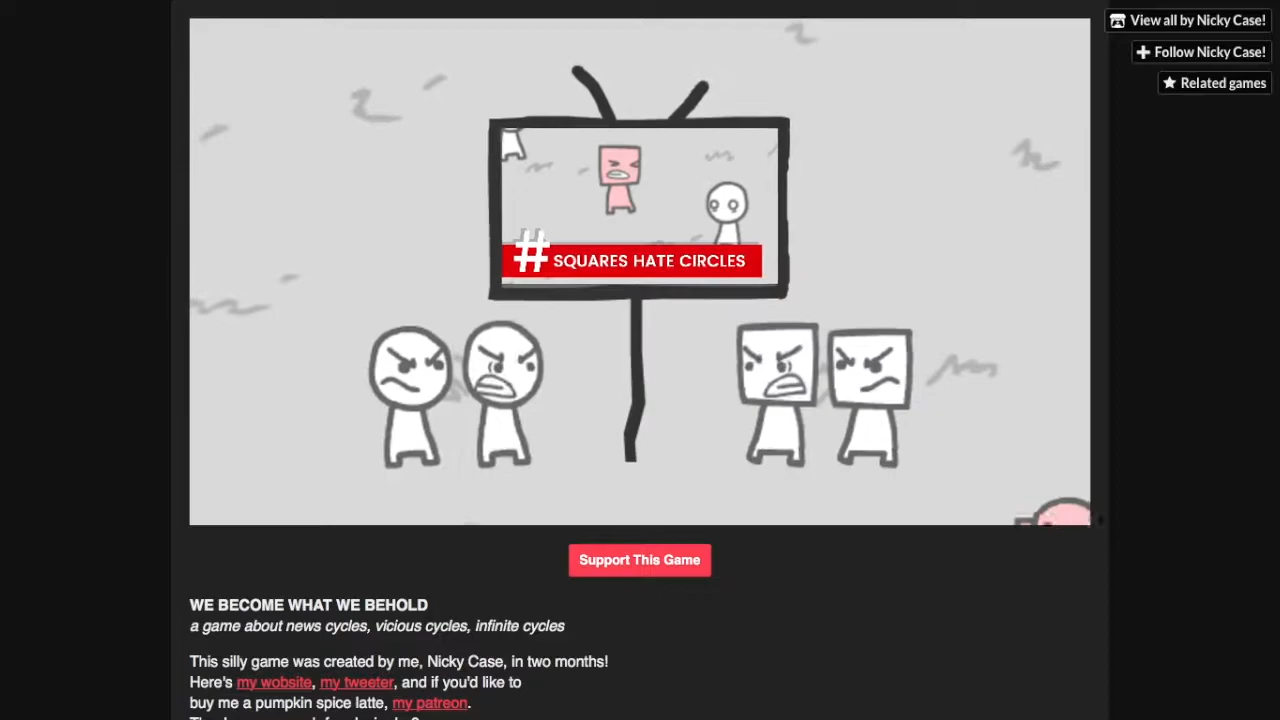 View all by Nicky Case!
Follow Nicky Case!
Related games
# SQUARES HATE CIRCLES
Support This Game
WE BECOME WHAT WE BEHOLD
a game about news cycles, vicious cycles, infinite cycles
This silly game was created by me, Nicky Case, in two months!
Here's my wobsite, my tweeter, and if you'd like to
buy me a pumpkin spice latte, my patreon.